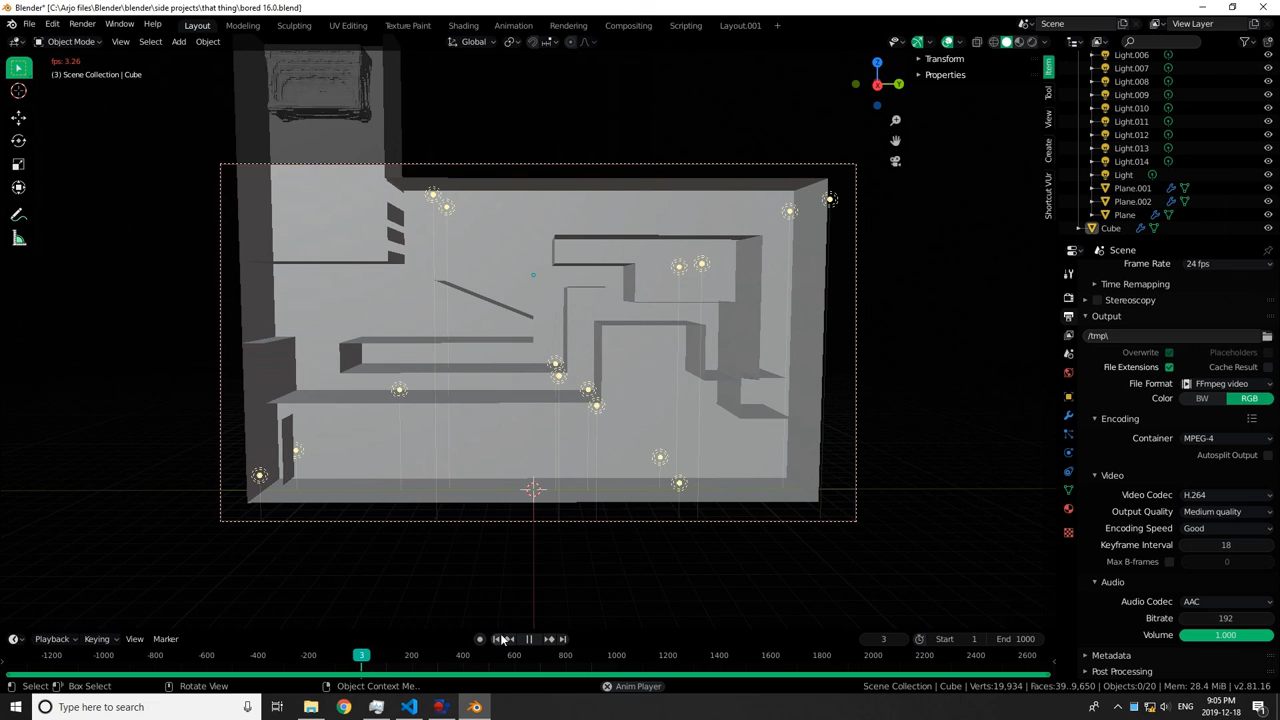 Blender* [C:\Arjo files\Blender\blender\side projects\that thing\bored 16.0.blend]
File Edit Render Window Help Layout Modeling Sculpting UV Editing Texture Paint Shading Animation Rendering Compositing Scripting Layout.001 + Scene View Layer
Object Mode View Select Add Object Global
fps: 3.26
(3) Scene Collection | Cube
Transform
Properties
Item
Tool
View
Create
Shortcut VUr
Z
Y
X
Light.006
Light.007
Light.008
Light.009
Light.010
Light.011
Light.012
Light.013
Light.014
Light
Plane.001
Plane.002
Plane
Cube
Scene
Frame Rate 24 fps
Time Remapping
Stereoscopy
Output
/tmp\
Overwrite Placeholders
File Extensions Cache Result
File Format FFmpeg video
Color BW RGB
Encoding
Container MPEG-4
Autosplit Output
Video
Video Codec H.264
Output Quality Medium quality
Encoding Speed Good
Keyframe Interval 18
Max B-frames 0
Audio
Audio Codec AAC
Bitrate 192
Volume 1.000
Metadata
Post Processing
Playback Keying View Marker 3 Start 1 End 1000
-1200 -1000 -800 -600 -400 -200 3 200 400 600 800 1000 1200 1400 1600 1800 2000 2200 2400 2600
Select Box Select Rotate View Object Context Me.. Anim Player Scene Collection | Cube | Verts:19,934 | Faces:39..9,650 | Objects:0/20 | Mem: 28.4 MiB | v2.81.16
Type here to search ENG 9:05 PM
2019-12-18